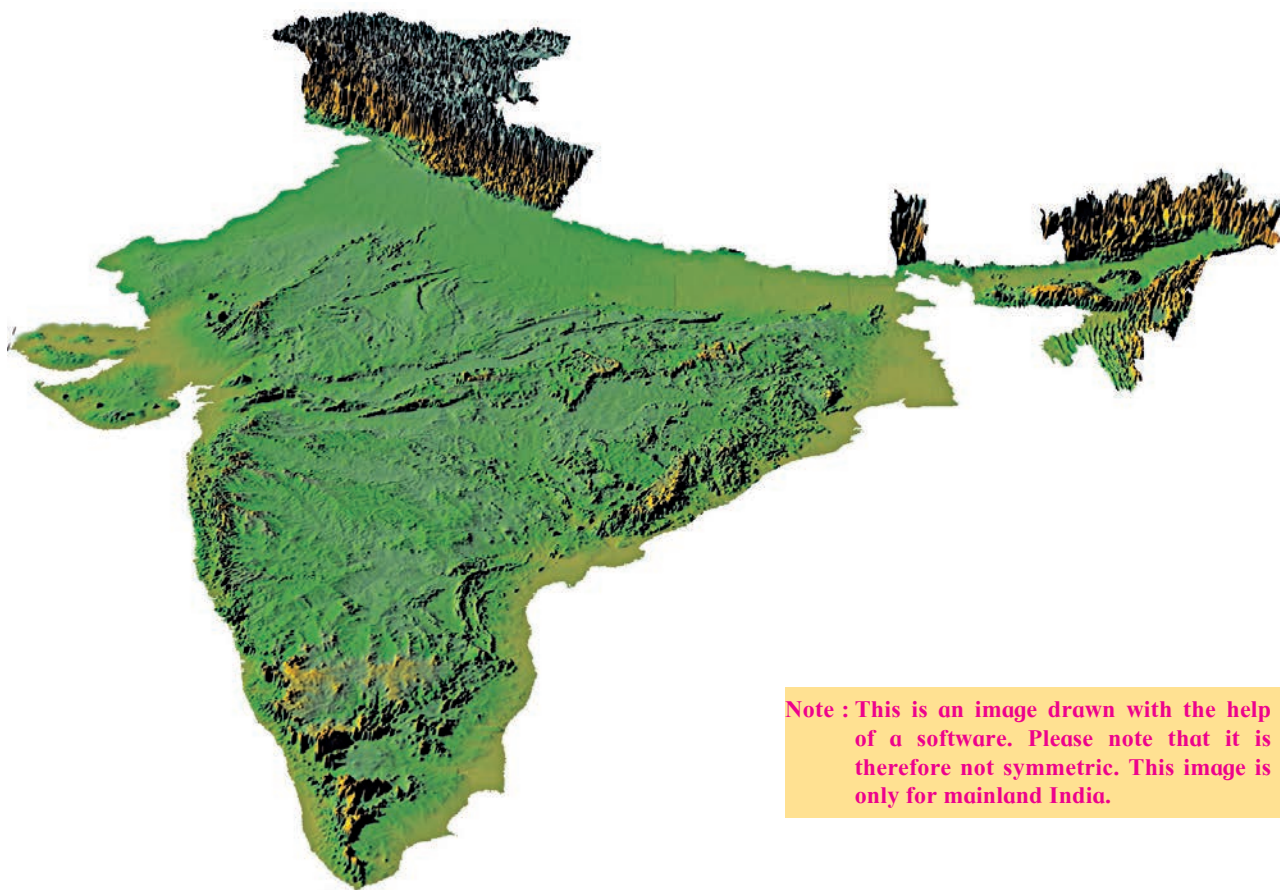 Note : This is an image drawn with the help
of a software. Please note that it is
therefore not symmetric. This image is
only for mainland India.